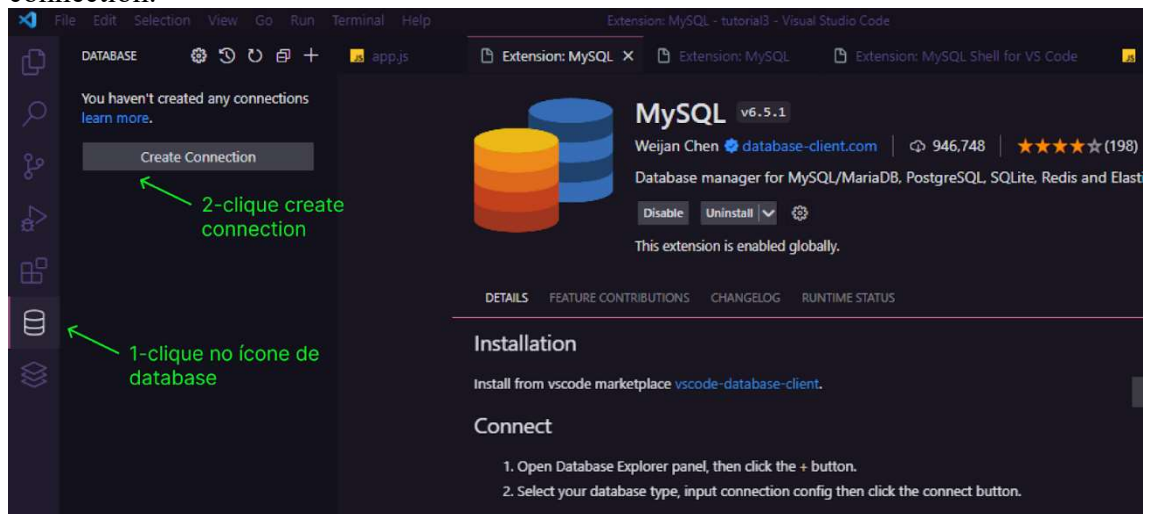 connection.
File Edit Selection View Go Run Terminal Help
Extension: MySQL - tutorial3 - Visual Studio Code
DATABASE
JS app.js
Extension: MySQL
Extension: MySQL
Extension: MySQL Shell for VS Code
JS
You haven't created any connections
learn more.
Create Connection
2-clique create
connection
1-clique no ícone de
database
MySQL v6.5.1
Weijan Chen database-client.com 946,748 (198)
Database manager for MySQL/MariaDB, PostgreSQL, SQLite, Redis and Elasti
Disable Uninstall
This extension is enabled globally.
DETAILS FEATURE CONTRIBUTIONS CHANGELOG RUNTIME STATUS
Installation
Install from vscode marketplace vscode-database-client.
Connect
1. Open Database Explorer panel, then click the + button.
2. Select your database type, input connection config then click the connect button.